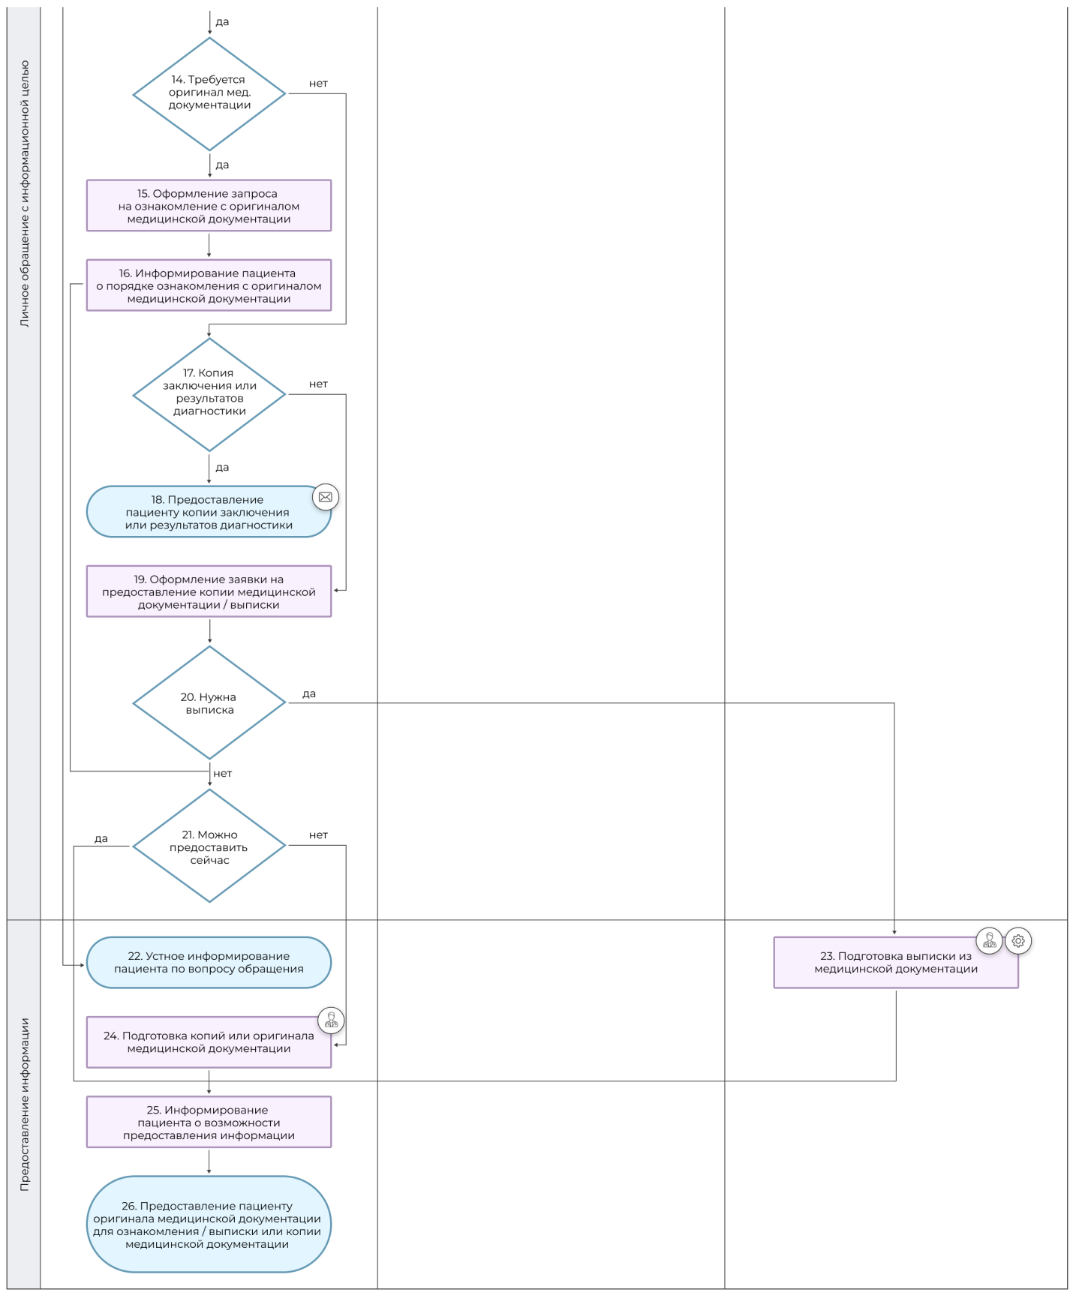 да
14. Требуется
оригинал мед.
документации
нет
да
15. Оформление запроса
на ознакомление с оригиналом
медицинской документации
16. Информирование пациента
о порядке ознакомления с оригиналом
медицинской документации
17. Копия
заключения или
результатов
диагностики
нет
да
18. Предоставление
пациенту копии заключения
или результатов диагностики
19. Оформление заявки на
предоставление копии медицинской
документации / выписки
20. Нужна
выписка
да
нет
21. Можно
предоставить
сейчас
да
нет
Личное обращение с информационной целью
22. Устное информирование
пациента по вопросу обращения
23. Подготовка выписки из
медицинской документации
24. Подготовка копий или оригинала
медицинской документации
25. Информирование
пациента о возможности
предоставления информации
26. Предоставление пациенту
оригинала медицинской документации
для ознакомления / выписки или копии
медицинской документации
Предоставление информации